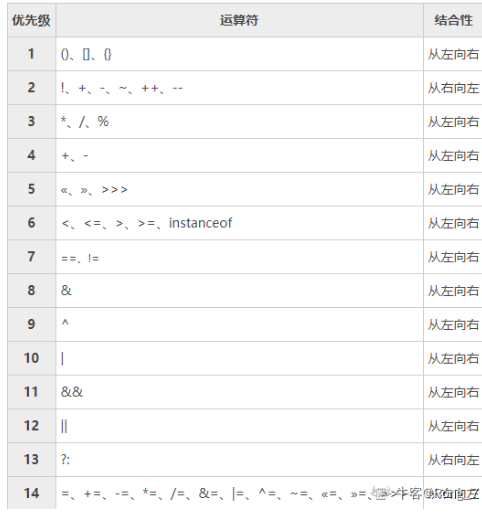 优先级 运算符 结合性
1 ()、[]、{} 从左向右
2 !、+、-、~、++、-- 从右向左
3 *、/、% 从左向右
4 +、- 从左向右
5 «、»、>>> 从左向右
6 <、<=、>、>=、instanceof 从左向右
7 ==、!= 从左向右
8 & 从左向右
9 ^ 从左向右
10 | 从左向右
11 && 从左向右
12 || 从左向右
13 ?: 从右向左
14 =、+=、-=、*=、/=、&=、|=、^=、~=、«=、»=、 从右向左
牛客@Rong_Z